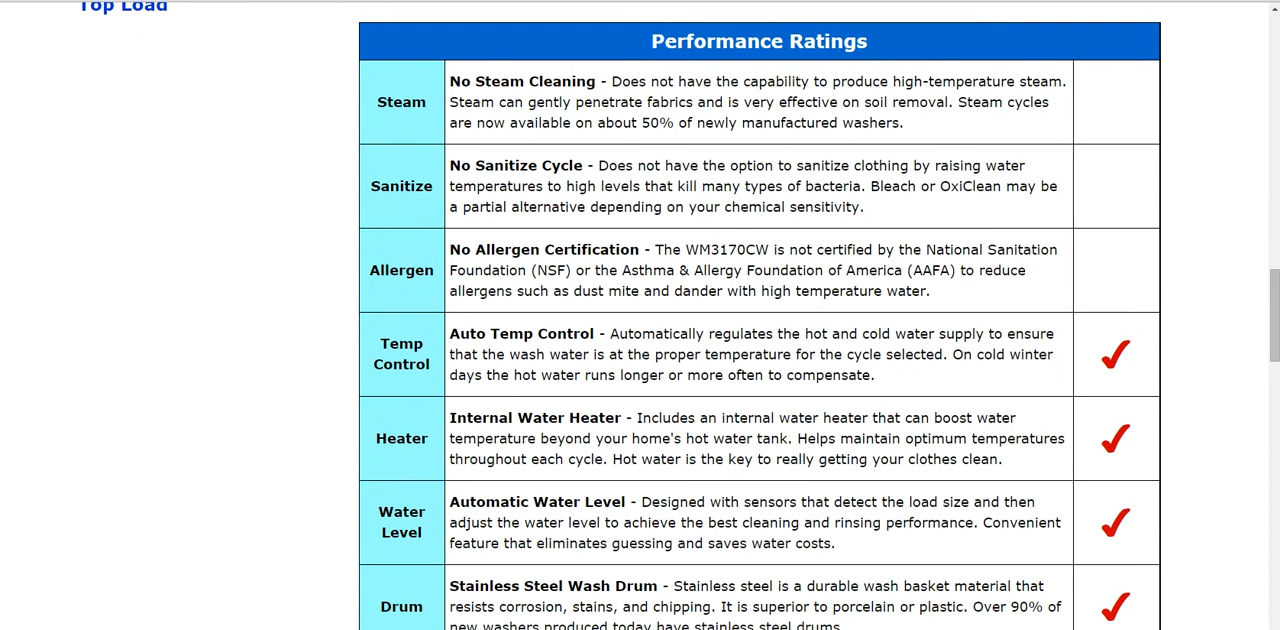 Top Load
Performance Ratings
Steam
No Steam Cleaning - Does not have the capability to produce high-temperature steam.
Steam can gently penetrate fabrics and is very effective on soil removal. Steam cycles
are now available on about 50% of newly manufactured washers.
Sanitize
No Sanitize Cycle - Does not have the option to sanitize clothing by raising water
temperatures to high levels that kill many types of bacteria. Bleach or OxiClean may be
a partial alternative depending on your chemical sensitivity.
Allergen
No Allergen Certification - The WM3170CW is not certified by the National Sanitation
Foundation (NSF) or the Asthma & Allergy Foundation of America (AAFA) to reduce
allergens such as dust mite and dander with high temperature water.
Temp
Control
Auto Temp Control - Automatically regulates the hot and cold water supply to ensure
that the wash water is at the proper temperature for the cycle selected. On cold winter
days the hot water runs longer or more often to compensate.
Heater
Internal Water Heater - Includes an internal water heater that can boost water
temperature beyond your home's hot water tank. Helps maintain optimum temperatures
throughout each cycle. Hot water is the key to really getting your clothes clean.
Water
Level
Automatic Water Level - Designed with sensors that detect the load size and then
adjust the water level to achieve the best cleaning and rinsing performance. Convenient
feature that eliminates guessing and saves water costs.
Drum
Stainless Steel Wash Drum - Stainless steel is a durable wash basket material that
resists corrosion, stains, and chipping. It is superior to porcelain or plastic. Over 90% of
new washers produced today have stainless steel drums.